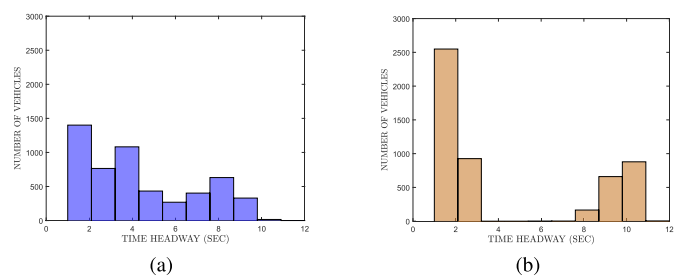 3000
2500
2000
1500
1000
500
0
0 2 4 6 8 10 12
NUMBER OF VEHICLES
TIME HEADWAY (SEC)
(a)
3000
2500
2000
1500
1000
500
0
0 2 4 6 8 10 12
NUMBER OF VEHICLES
TIME HEADWAY (SEC)
(b)